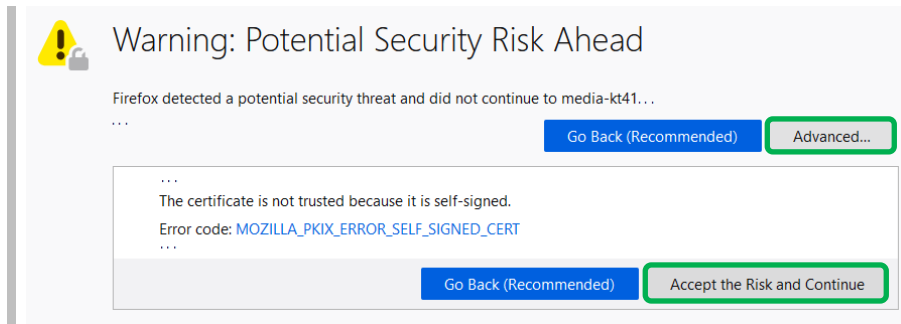 Warning: Potential Security Risk Ahead
Firefox detected a potential security threat and did not continue to media-kt41...
...
Go Back (Recommended) Advanced...
...
The certificate is not trusted because it is self-signed.
Error code: MOZILLA_PKIX_ERROR_SELF_SIGNED_CERT
...
Go Back (Recommended) Accept the Risk and Continue